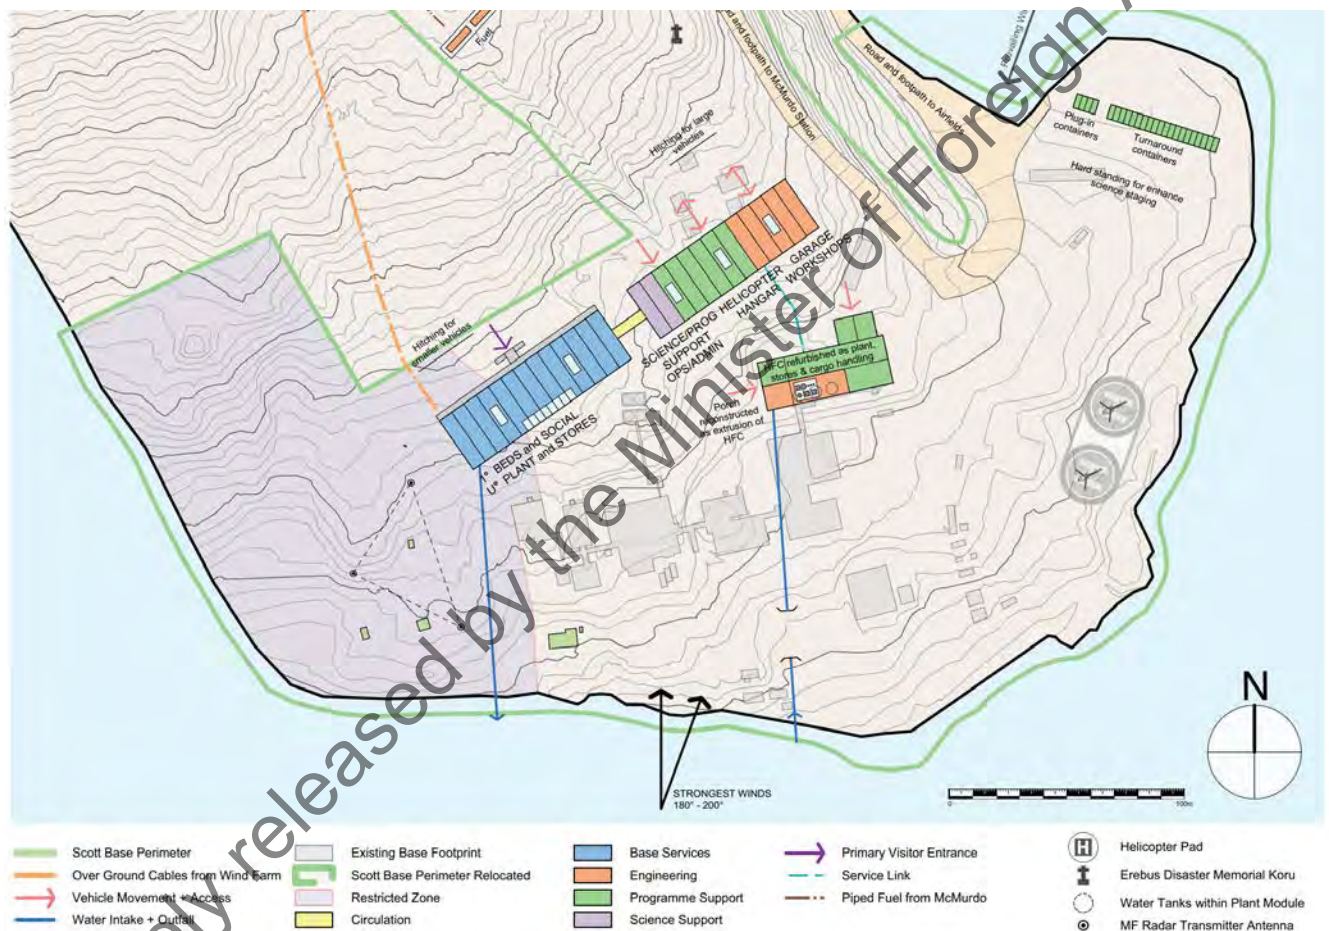 Fuel
Road and footpath to McMurdo Station
Road and footpath to Airfields
Plug-in
containers
Turnaround
containers
Hard standing for enhance
science staging
Hitching for large
vehicles
GARAGE
WORKSHOPS
HELICOPTER
HANGAR
SCIENCE/PROG
SUPPORT
OPS/ADMIN
Hitching for
smaller vehicles
HFC refurbished as plant,
stores & cargo handling
Porch
reconstructed
as extrusion of
HFC
1° BEDS and SOCIAL
U° PLANT and STORES
STRONGEST WINDS
180° - 200°
N
0
100m
Scott Base Perimeter
Over Ground Cables from Wind Farm
Vehicle Movement + Access
Water Intake + Outfall
Existing Base Footprint
Scott Base Perimeter Relocated
Restricted Zone
Circulation
Base Services
Engineering
Programme Support
Science Support
Primary Visitor Entrance
Service Link
Piped Fuel from McMurdo
H
Helicopter Pad
Erebus Disaster Memorial Koru
Water Tanks within Plant Module
MF Radar Transmitter Antenna
released by the Minister of Foreign